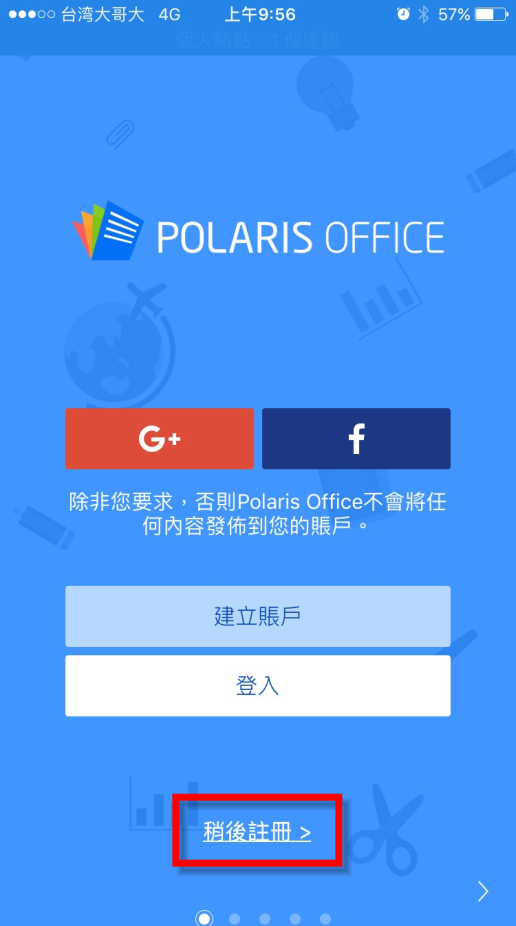 台湾大哥大 4G 上午9:56 57%
個人熱點：1 個連線
POLARIS OFFICE
G+ f
除非您要求，否則Polaris Office不會將任
何內容發佈到您的賬戶。
建立賬戶
登入
稍後註冊 >